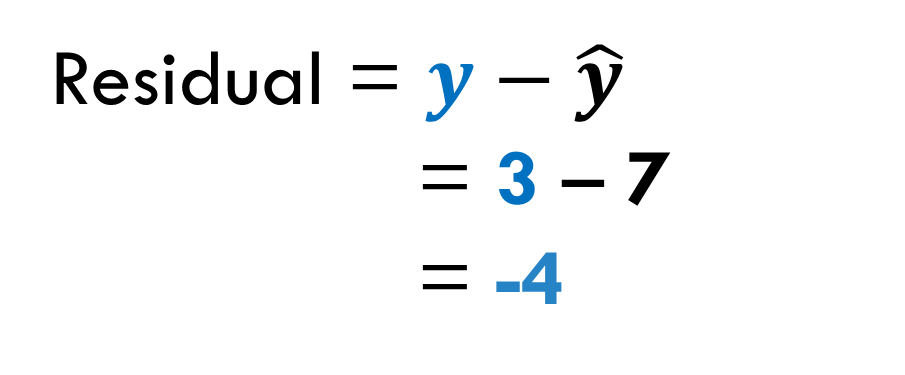 Residual = y − ŷ
= 3 − 7
= -4